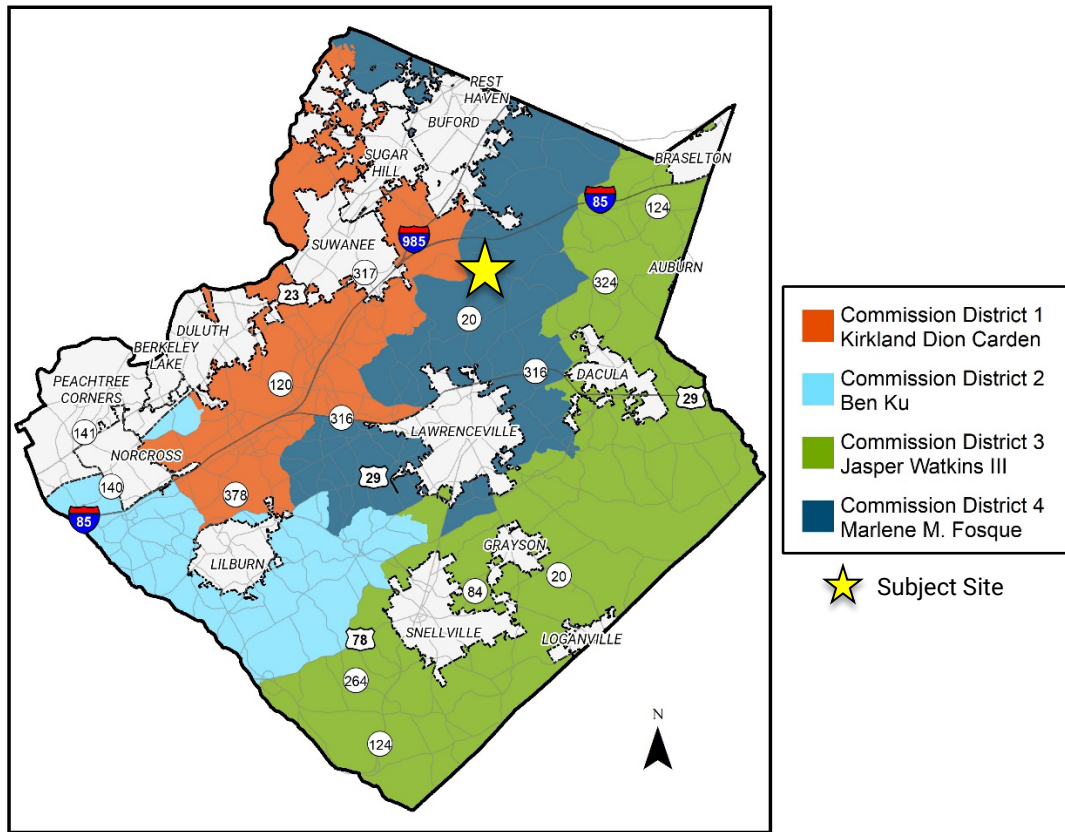 REST
HAVEN
BUFORD
BRASELTON
SUGAR
HILL
85
124
SUWANEE
985
AUBURN
317
324
23
20
DULUTH
BERKELEY
LAKE
PEACHTREE
CORNERS
120
316
DACULA
29
316
LAWRENCEVILLE
141
NORCROSS
29
140
378
85
LILBURN
GRAYSON
20
84
SNELLVILLE
LOGANVILLE
78
264
124
N
Commission District 1
Kirkland Dion Carden
Commission District 2
Ben Ku
Commission District 3
Jasper Watkins III
Commission District 4
Marlene M. Fosque
Subject Site